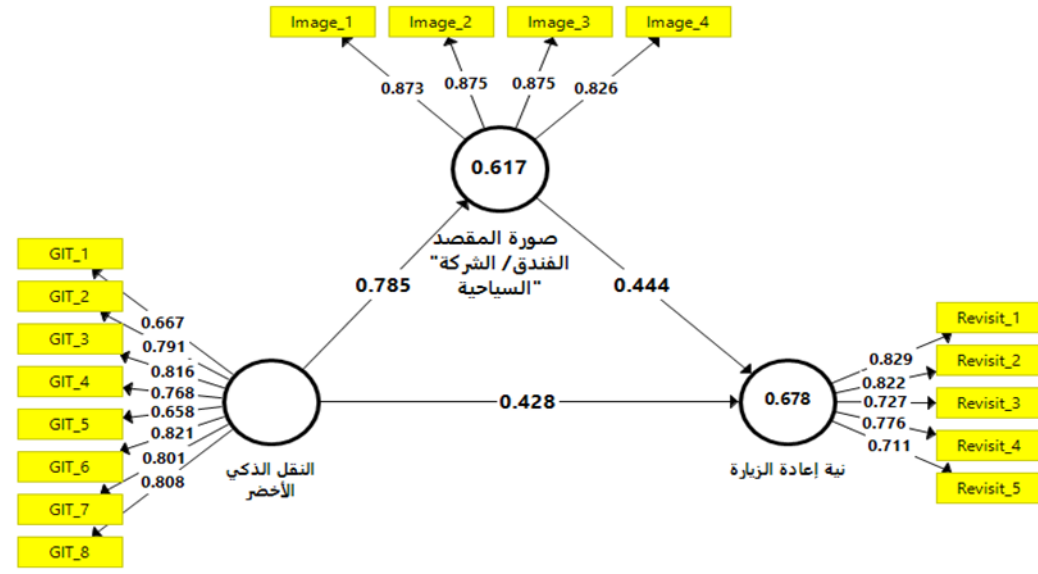 Image_1
Image_2
Image_3
Image_4
0.873
0.875
0.875
0.826
0.617
صورة المقصد
الفندق/ الشركة"
"السياحية
0.785
0.444
GIT_1
GIT_2
GIT_3
GIT_4
GIT_5
GIT_6
GIT_7
GIT_8
0.667
0.791
0.816
0.768
0.658
0.821
0.801
0.808
النقل الذكي
الأخضر
0.428
0.678
نية إعادة الزيارة
0.829
0.822
0.727
0.776
0.711
Revisit_1
Revisit_2
Revisit_3
Revisit_4
Revisit_5